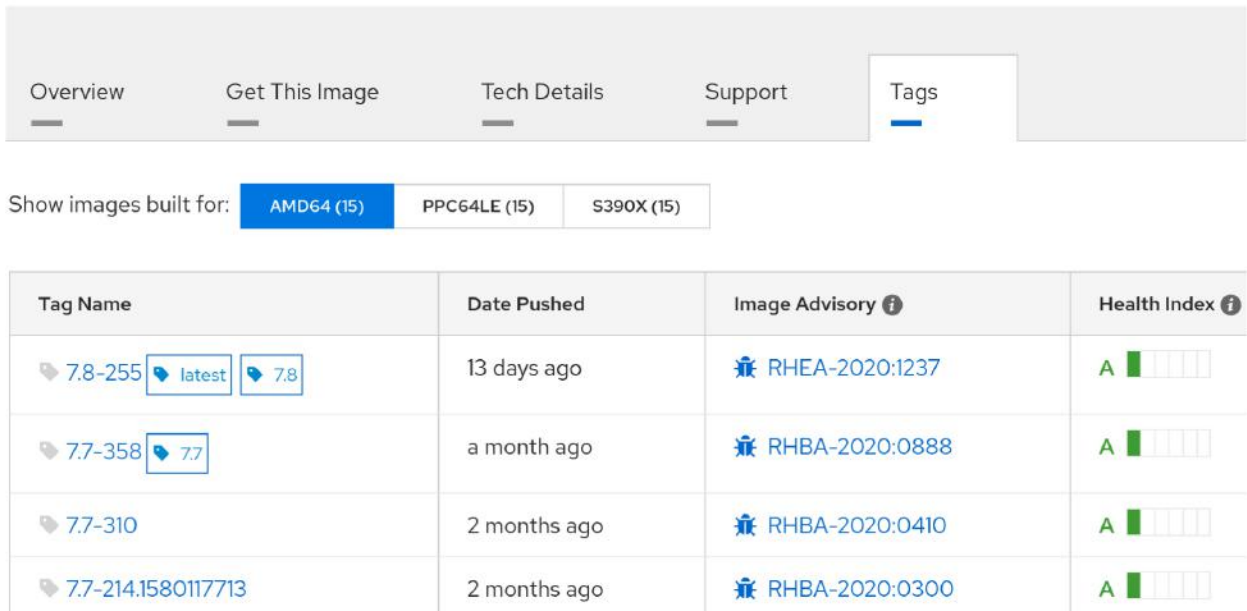 Overview Get This Image Tech Details Support Tags
Show images built for: AMD64 (15) PPC64LE (15) S390X (15)
Tag Name Date Pushed Image Advisory Health Index
7.8-255 latest 7.8 13 days ago RHEA-2020:1237 A
7.7-358 7.7 a month ago RHBA-2020:0888 A
7.7-310 2 months ago RHBA-2020:0410 A
7.7-214.1580117713 2 months ago RHBA-2020:0300 A